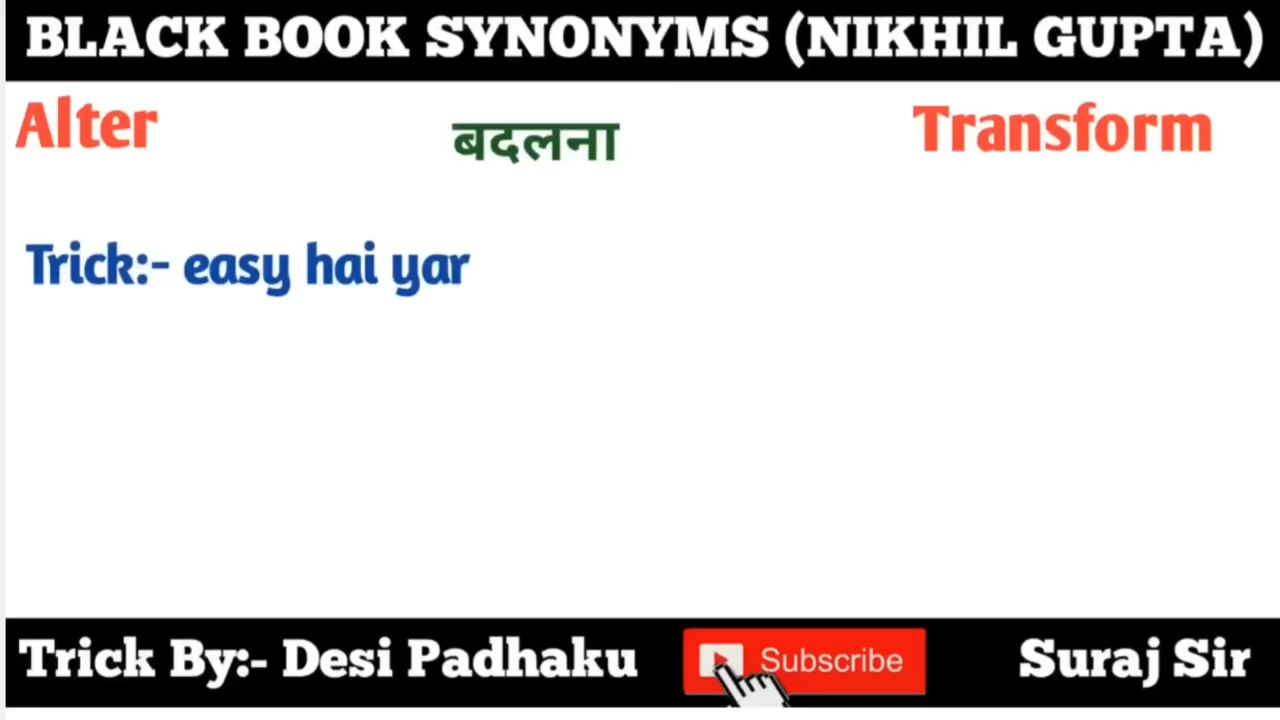 BLACK BOOK SYNONYMS (NIKHIL GUPTA)
Alter बदलना Transform
Trick:- easy hai yar
Trick By:- Desi Padhaku Subscribe Suraj Sir